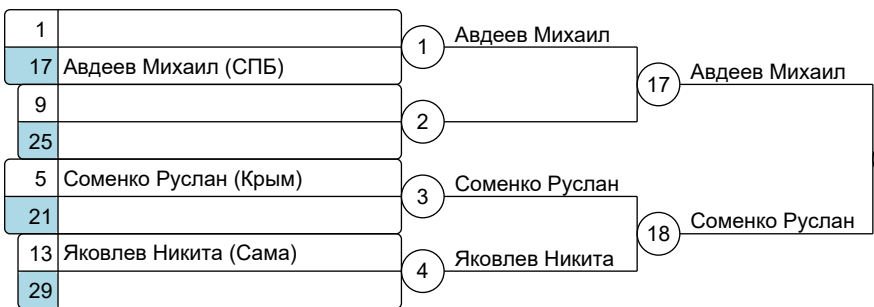 1
17 Авдеев Михаил (СПБ)
1 Авдеев Михаил
17 Авдеев Михаил
9
25
2
5 Соменко Руслан (Крым)
21
3 Соменко Руслан
18 Соменко Руслан
13 Яковлев Никита (Сама)
29
4 Яковлев Никита